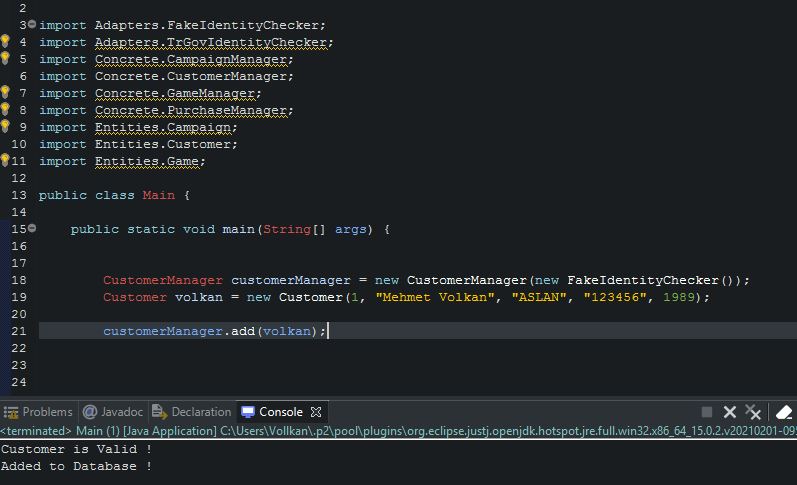 2
3 import Adapters.FakeIdentityChecker;
4 import Adapters.TrGovIdentityChecker;
5 import Concrete.CampaignManager;
6 import Concrete.CustomerManager;
7 import Concrete.GameManager;
8 import Concrete.PurchaseManager;
9 import Entities.Campaign;
10 import Entities.Customer;
11 import Entities.Game;
12
13 public class Main {
14
15 public static void main(String[] args) {
16
17
18 CustomerManager customerManager = new CustomerManager(new FakeIdentityChecker());
19 Customer volkan = new Customer(1, "Mehmet Volkan", "ASLAN", "123456", 1989);
20
21 customerManager.add(volkan);
22
23
24
Problems @ Javadoc Declaration Console
<terminated> Main (1) [Java Application] C:\Users\Vollkan\.p2\pool\plugins\org.eclipse.justj.openjdk.hotspot.jre.full.win32.x86_64_15.0.2.v20210201-095
Customer is Valid !
Added to Database !